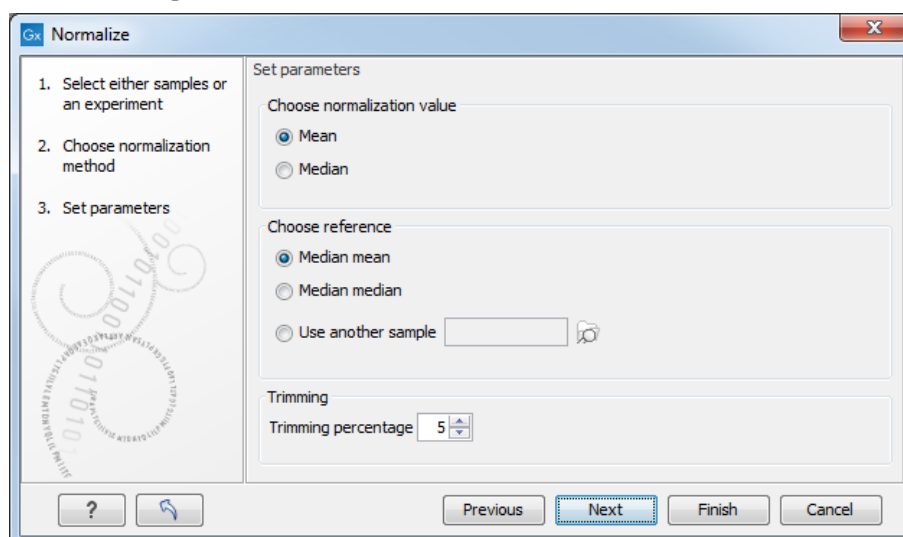 Gx Normalize
X
1. Select either samples or
an experiment
2. Choose normalization
method
3. Set parameters
Set parameters
Choose normalization value
Mean
Median
Choose reference
Median mean
Median median
Use another sample
Trimming
Trimming percentage 5
? Previous Next Finish Cancel